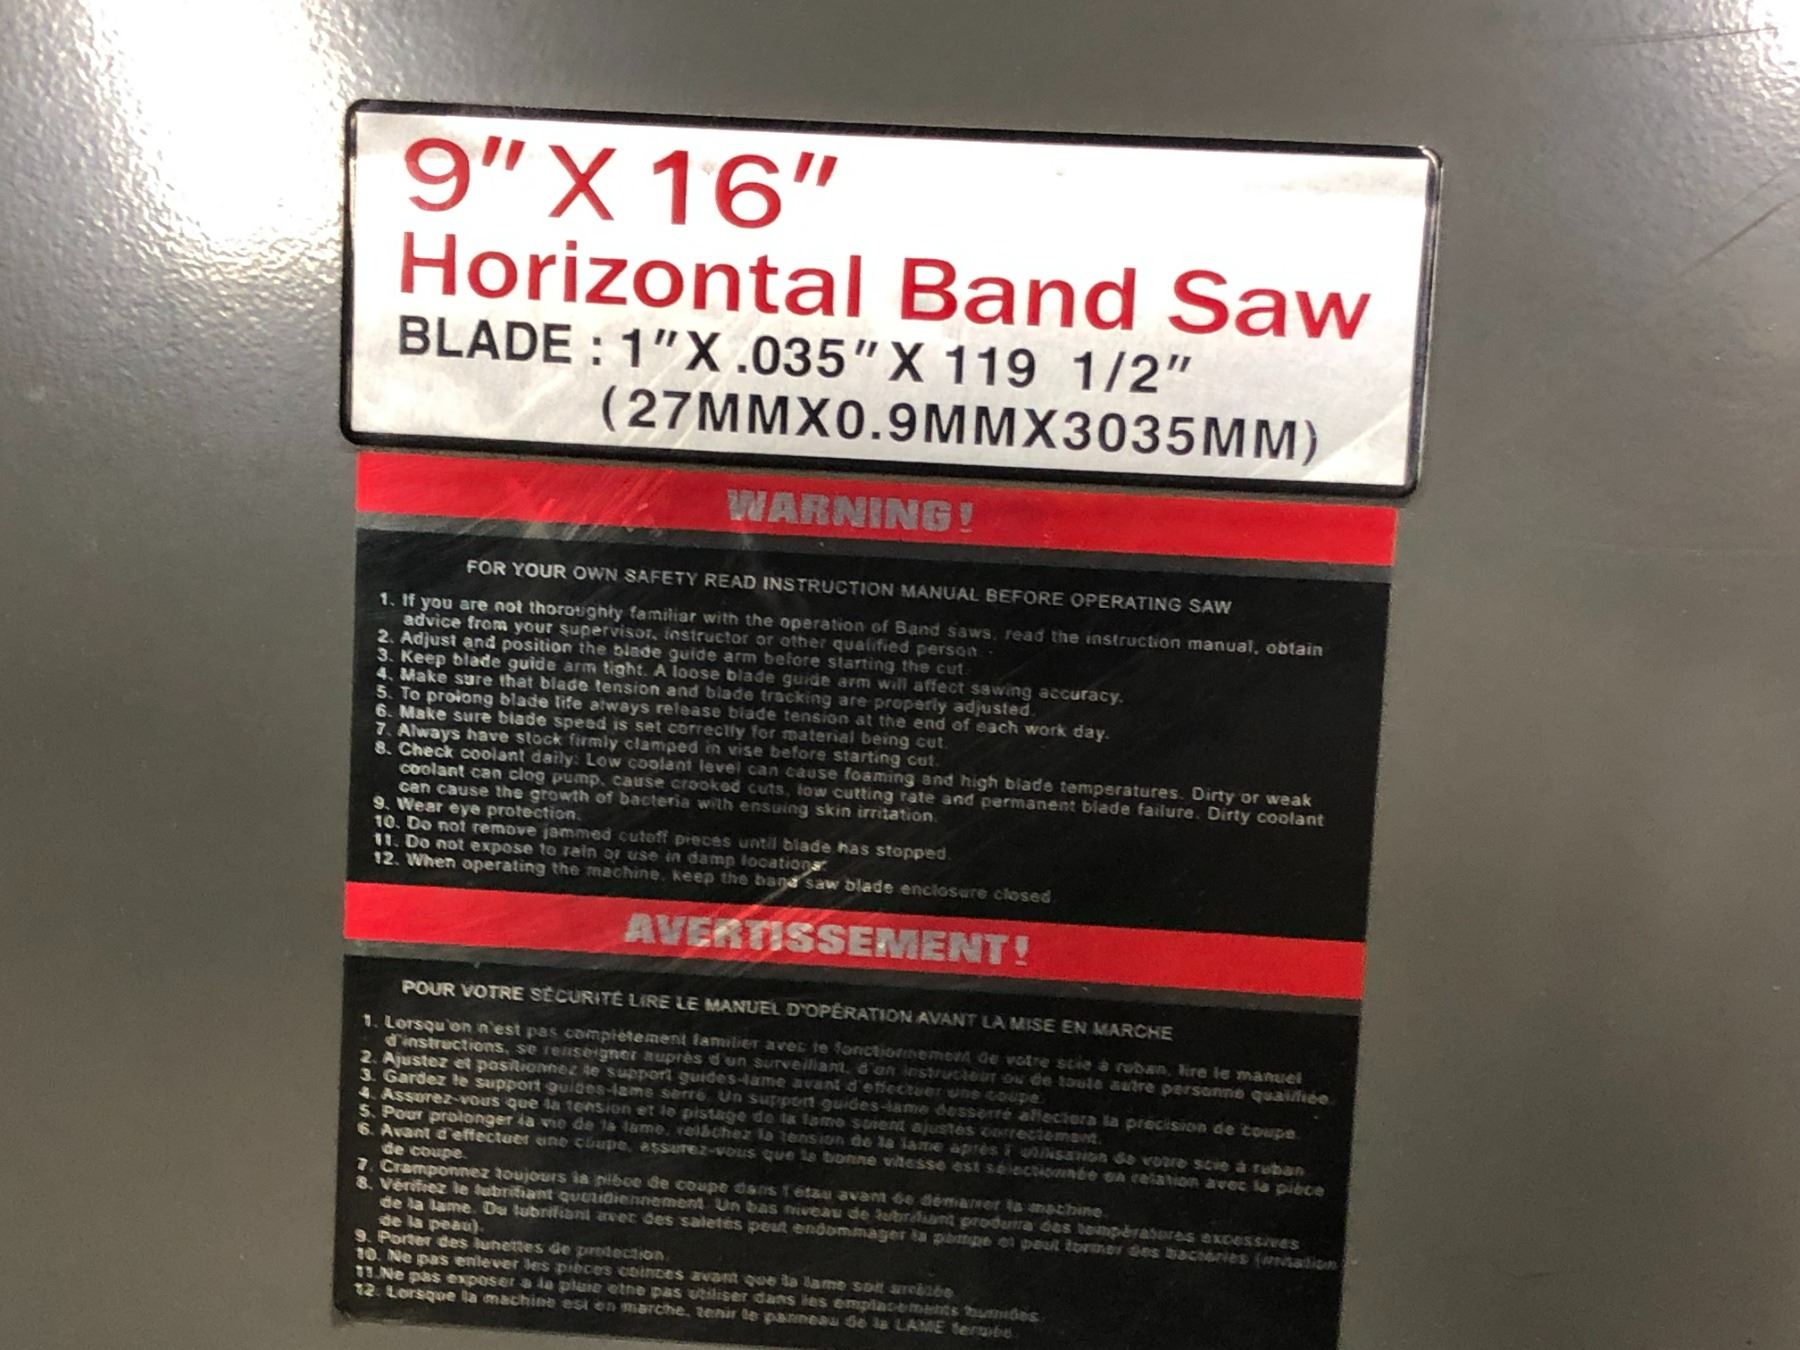 9" X 16"
Horizontal Band Saw
BLADE : 1" X .035" X 119 1/2"
(27MMX0.9MMX3035MM)
WARNING!
FOR YOUR OWN SAFETY READ INSTRUCTION MANUAL BEFORE OPERATING SAW
1. If you are not thoroughly familiar with the operation of Band saws, read the instruction manual, obtain
advice from your supervisor, instructor or other qualified person.
2. Adjust and position the blade guide arm before starting the cut.
3. Keep blade guide arm tight. A loose blade guide arm will affect sawing accuracy.
4. Make sure that blade tension and blade tracking are properly adjusted.
5. To prolong blade life always release blade tension at the end of each work day.
6. Make sure blade speed is set correctly for material being cut.
7. Always have stock firmly clamped in vise before starting cut.
8. Check coolant daily: Low coolant level can cause foaming and high blade temperatures. Dirty or weak
coolant can clog pump, cause crooked cuts, low cutting rate and permanent blade failure. Dirty coolant
can cause the growth of bacteria with ensuing skin irritation.
9. Wear eye protection.
10. Do not remove jammed cutoff pieces until blade has stopped.
11. Do not expose to rain or use in damp locations.
12. When operating the machine, keep the band saw blade enclosure closed
AVERTISSEMENT!
POUR VOTRE SÉCURITÉ LIRE LE MANUEL D'OPÉRATION AVANT LA MISE EN MARCHE
1. Lorsqu'on n'est pas complètement familier avec le fonctionnement de votre scie à ruban, lire le manuel
d'instructions, se renseigner auprès d'un surveillant, d'un instructeur ou de toute autre personne qualifiée.
2. Ajustez et positionnez le support guides-lame avant d'effectuer une coupe.
3. Gardez le support guides-lame serré. Un support guides-lame desserré affectera la précision de coupe.
4. Assurez-vous que la tension et le pistage de la lame soient ajustés correctement.
5. Pour prolonger la vie de la lame, relâchez la tension de la lame après l'utilisation de votre scie à ruban
6. Avant d'effectuer une coupe, assurez-vous que la bonne vitesse est sélectionnée en relation avec la pièce
de coupe.
7. Cramponnez toujours la pièce de coupe dans l'étau avant de démarrer la machine.
8. Vérifiez le lubrifiant quotidiennement. Un bas niveau de lubrifiant produira des températures excessives
de la lame. Du lubrifiant avec des saletés peut endommager la pompe et peut former des bactéries (irritation
de la peau).
9. Porter des lunettes de protection.
10. Ne pas enlever les pièces coincés avant que la lame soit arrêtée.
11.Ne pas exposer a la pluie etne pas utiliser dans les emplacements humides.
12. Lorsque la machine est en marche, tenir le panneau de la LAME fermée.